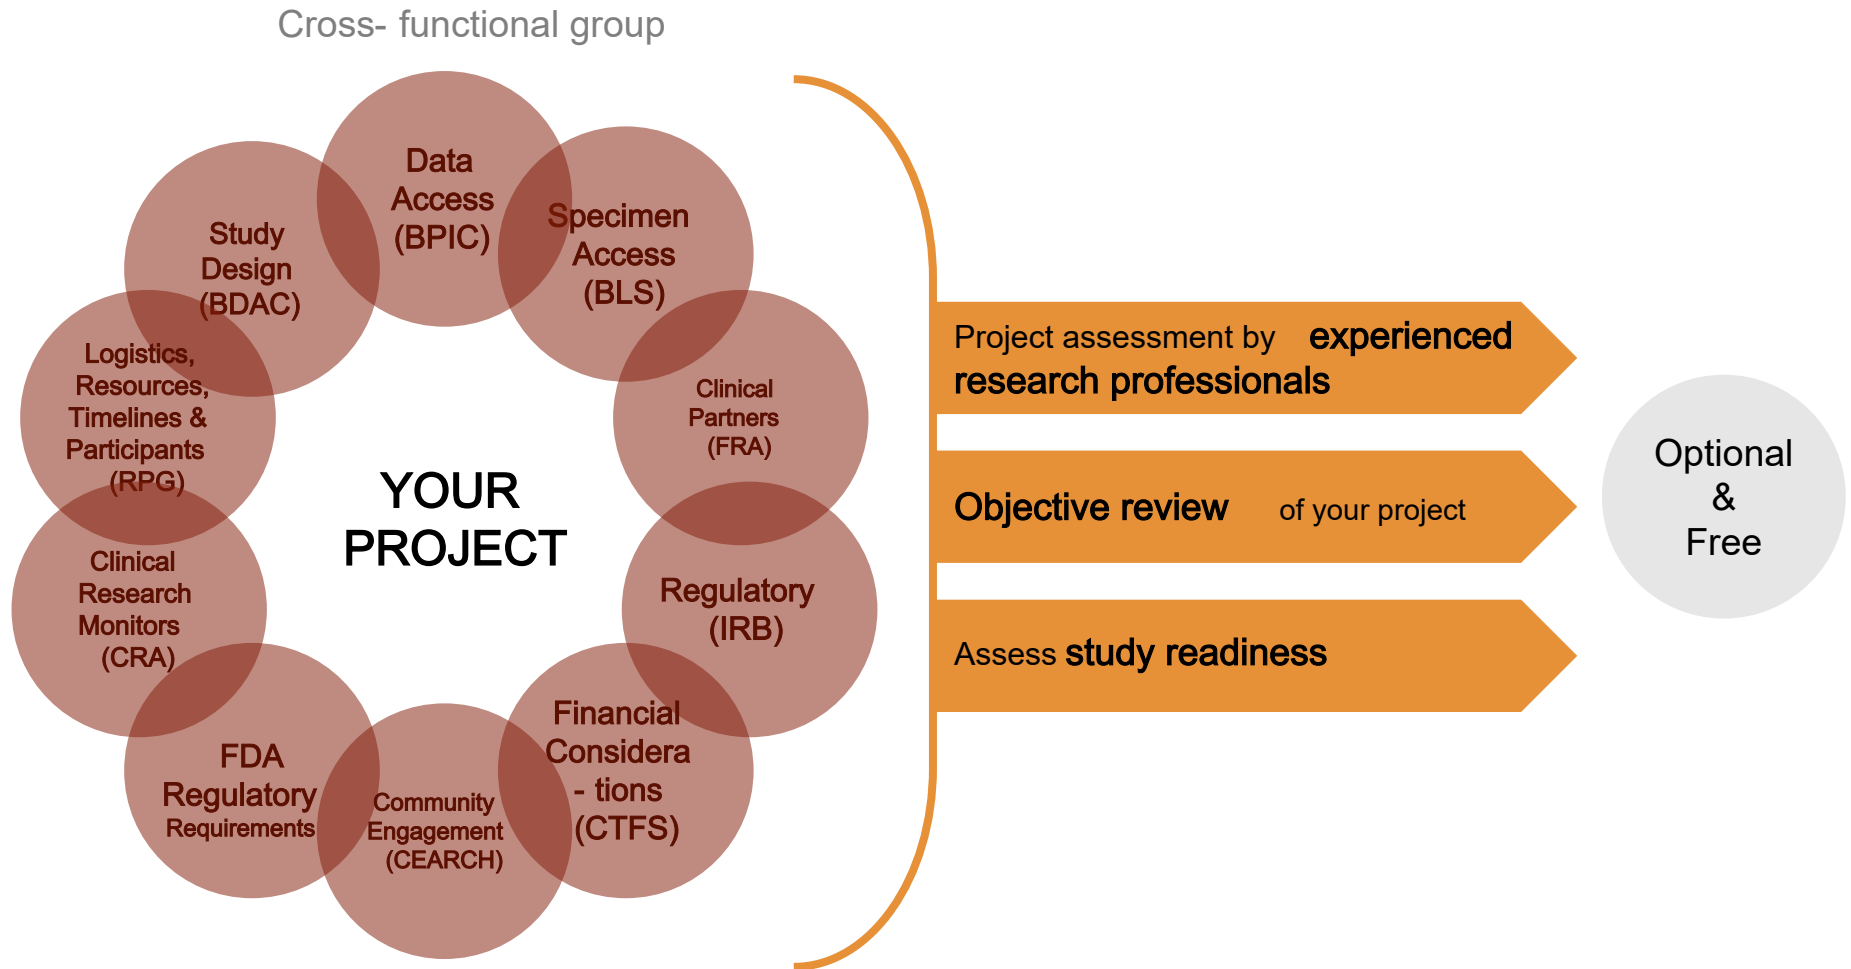 Cross- functional group
Data
Access
(BPIC)
Specimen
Access
(BLS)
Study
Design
(BDAC)
Logistics,
Resources,
Timelines &
Participants
(RPG)
Clinical
Partners
(FRA)
YOUR
PROJECT
Clinical
Research
Monitors
(CRA)
Regulatory
(IRB)
FDA
Regulatory
Requirements
Community
Engagement
(CEARCH)
Financial
Considera
- tions
(CTFS)
Project assessment by experienced
research professionals
Objective review of your project
Assess study readiness
Optional
&
Free